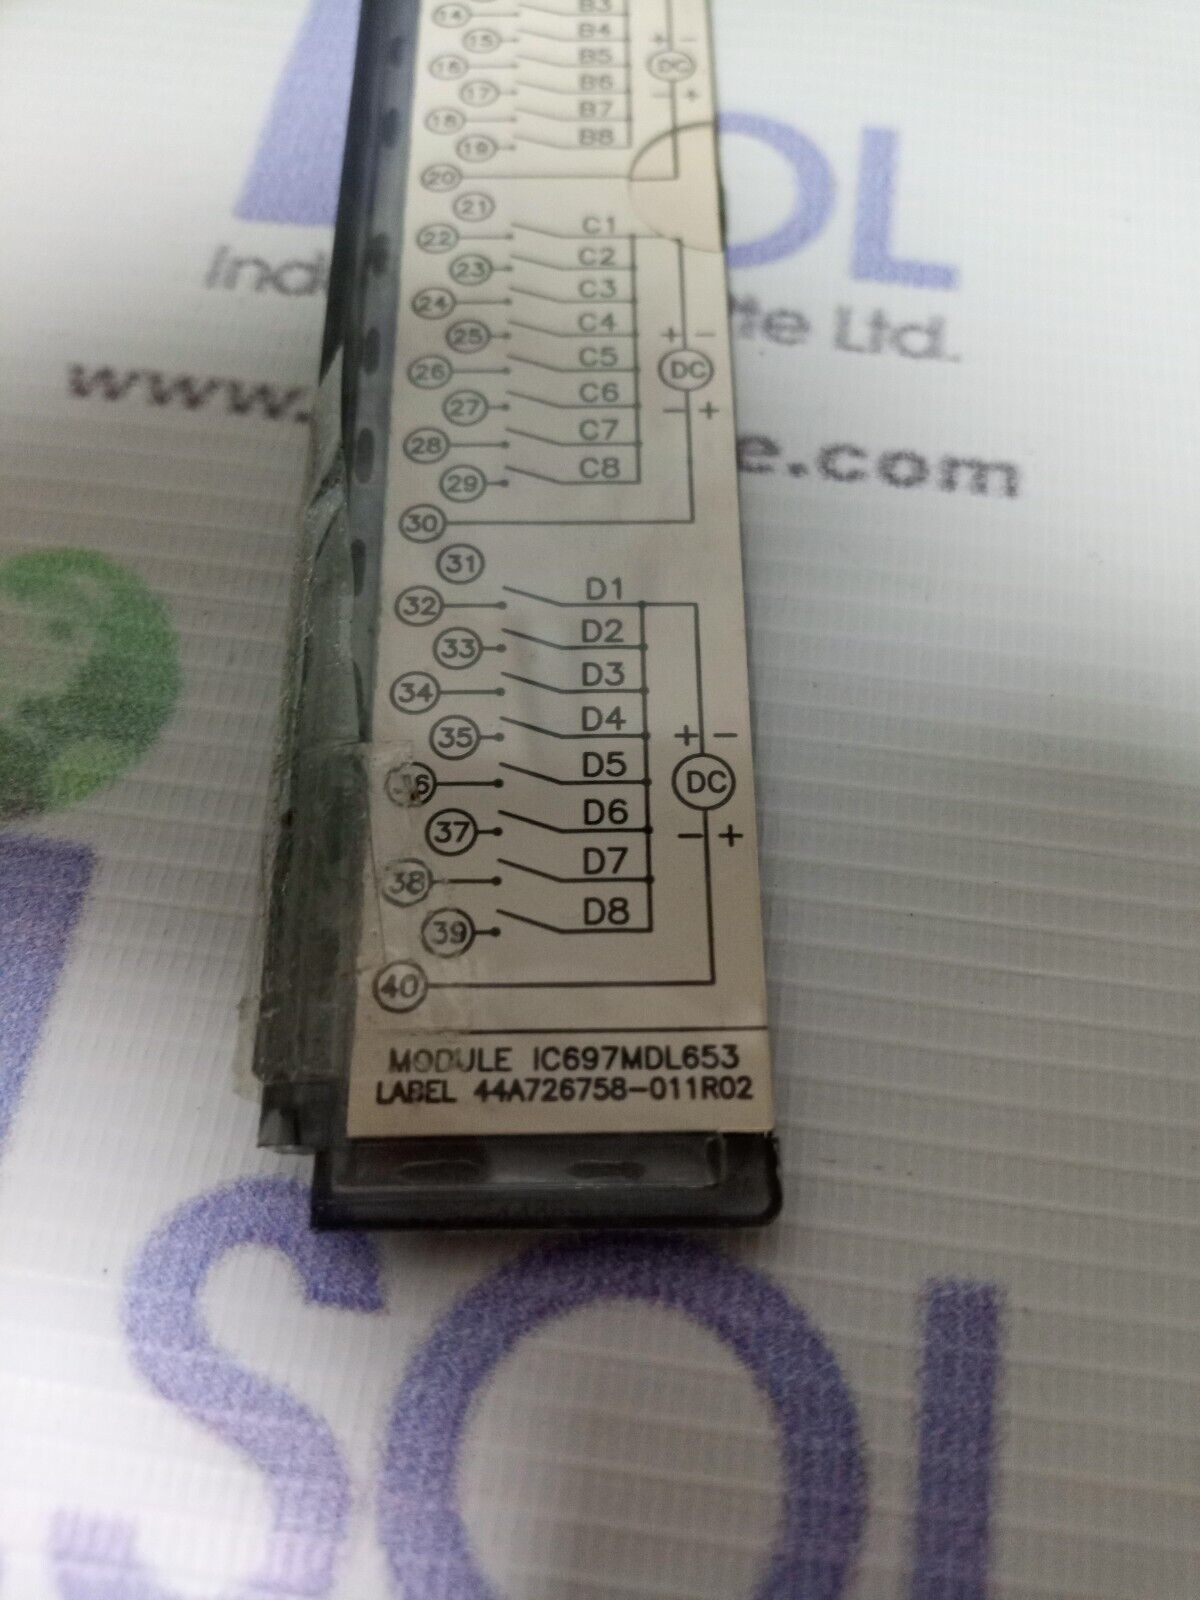 14 B3
15 B4 + -
16 B5 DC
17 B6 - +
18 B7
19 B8
20
21
22 C1
23 C2
24 C3
25 C4 + -
26 C5 DC
27 C6 - +
28 C7
29 C8
30
31
32 D1
33 D2
34 D3
35 D4 + -
36 D5 DC
37 D6 - +
38 D7
39 D8
40
MODULE IC697MDL653
LABEL 44A726758-011R02
OL
Ltd.
www.
e.com
SOL